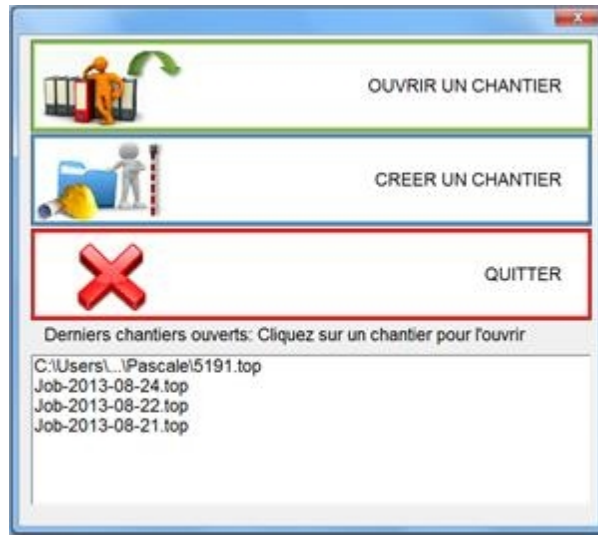 OUVRIR UN CHANTIER
CREER UN CHANTIER
QUITTER
Derniers chantiers ouverts: Cliquez sur un chantier pour l'ouvrir
C:\Users\...\Pascale\5191.top
Job-2013-08-24.top
Job-2013-08-22.top
Job-2013-08-21.top